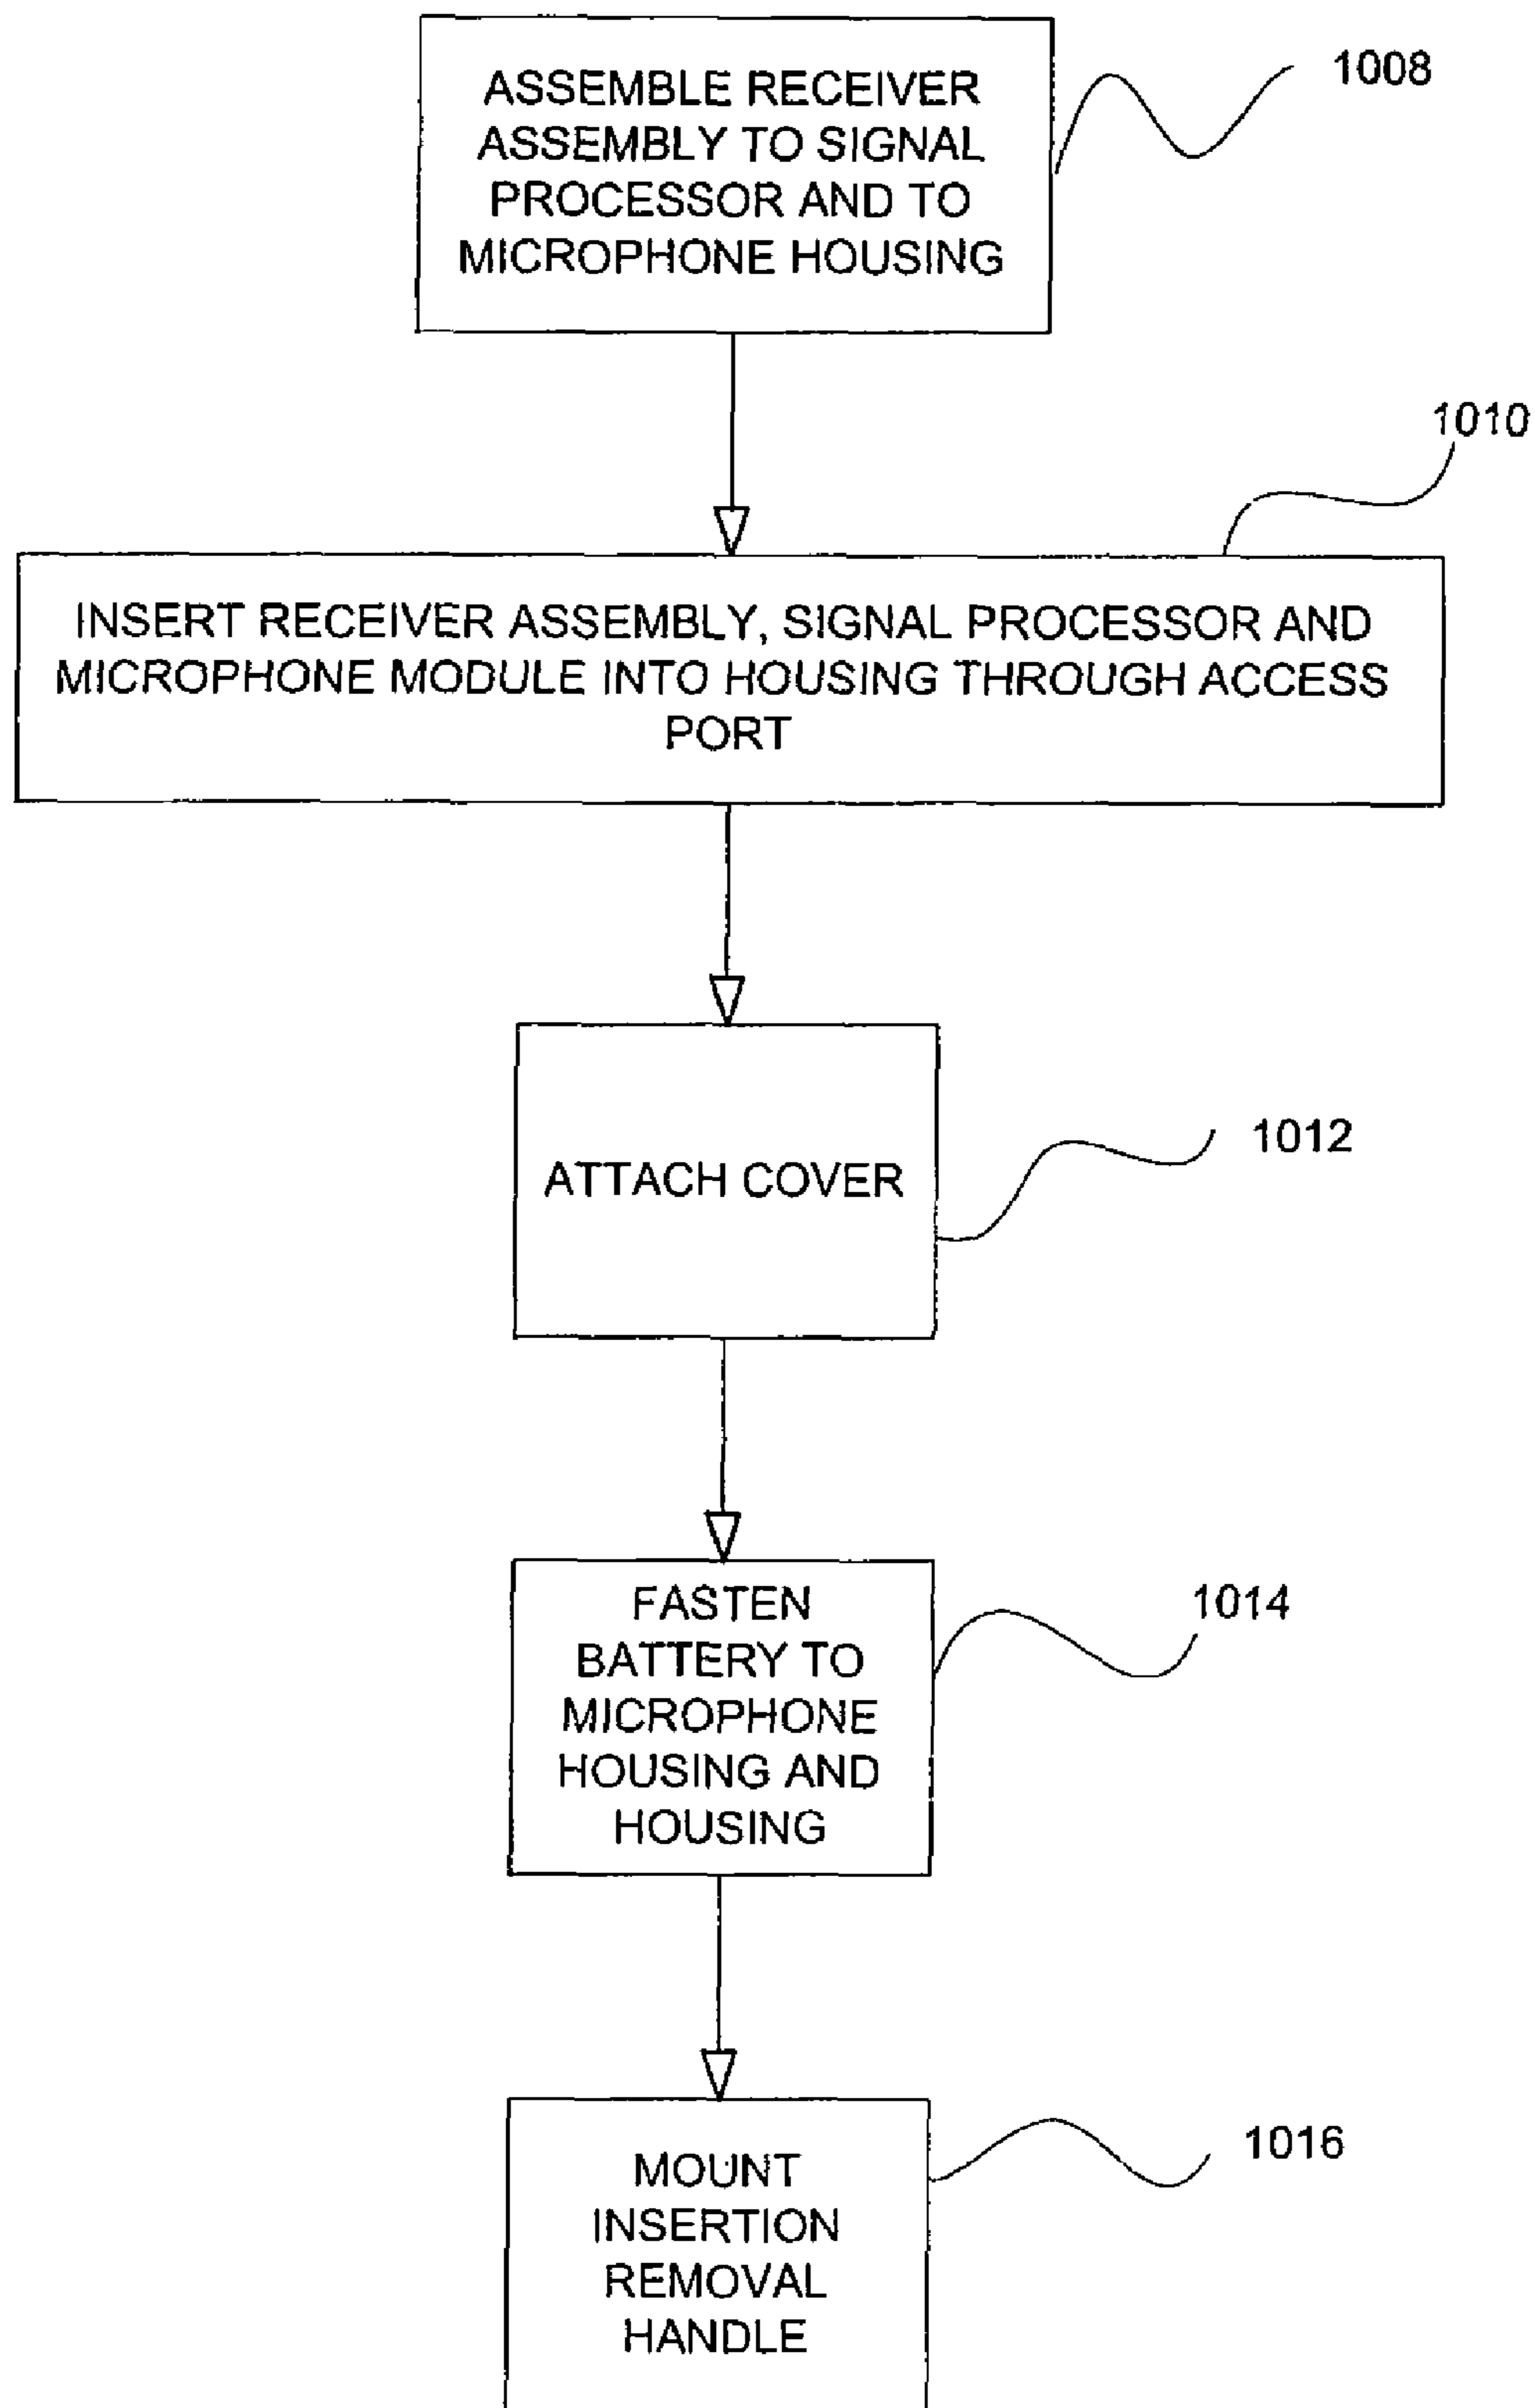 ASSEMBLE RECEIVER
ASSEMBLY TO SIGNAL
PROCESSOR AND TO
MICROPHONE HOUSING
1008
1010
INSERT RECEIVER ASSEMBLY, SIGNAL PROCESSOR AND
MICROPHONE MODULE INTO HOUSING THROUGH ACCESS
PORT
ATTACH COVER
1012
FASTEN
BATTERY TO
MICROPHONE
HOUSING AND
HOUSING
1014
MOUNT
INSERTION
REMOVAL
HANDLE
1016